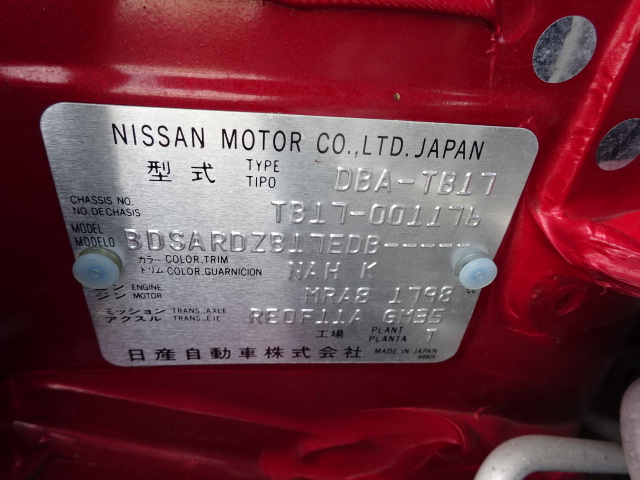 NISSAN MOTOR CO.,LTD. JAPAN
型式 TYPE TIPO DBA-TB17
CHASSIS NO. NO.DE CHASIS TB17-001176
MODEL MODELO BDSARDZB17EDB-----
カラー COLOR,TRIM
トリム COLOR,GUARNICION NAH K
ン ENGINE
ジン MOTOR MRA8 1798 cc
ミッション TRANS.AXLE
アクスル TRANS.EJE RE0F11A GM35
工場 PLANT PLANTA T
日産自動車株式会社 MADE IN JAPAN